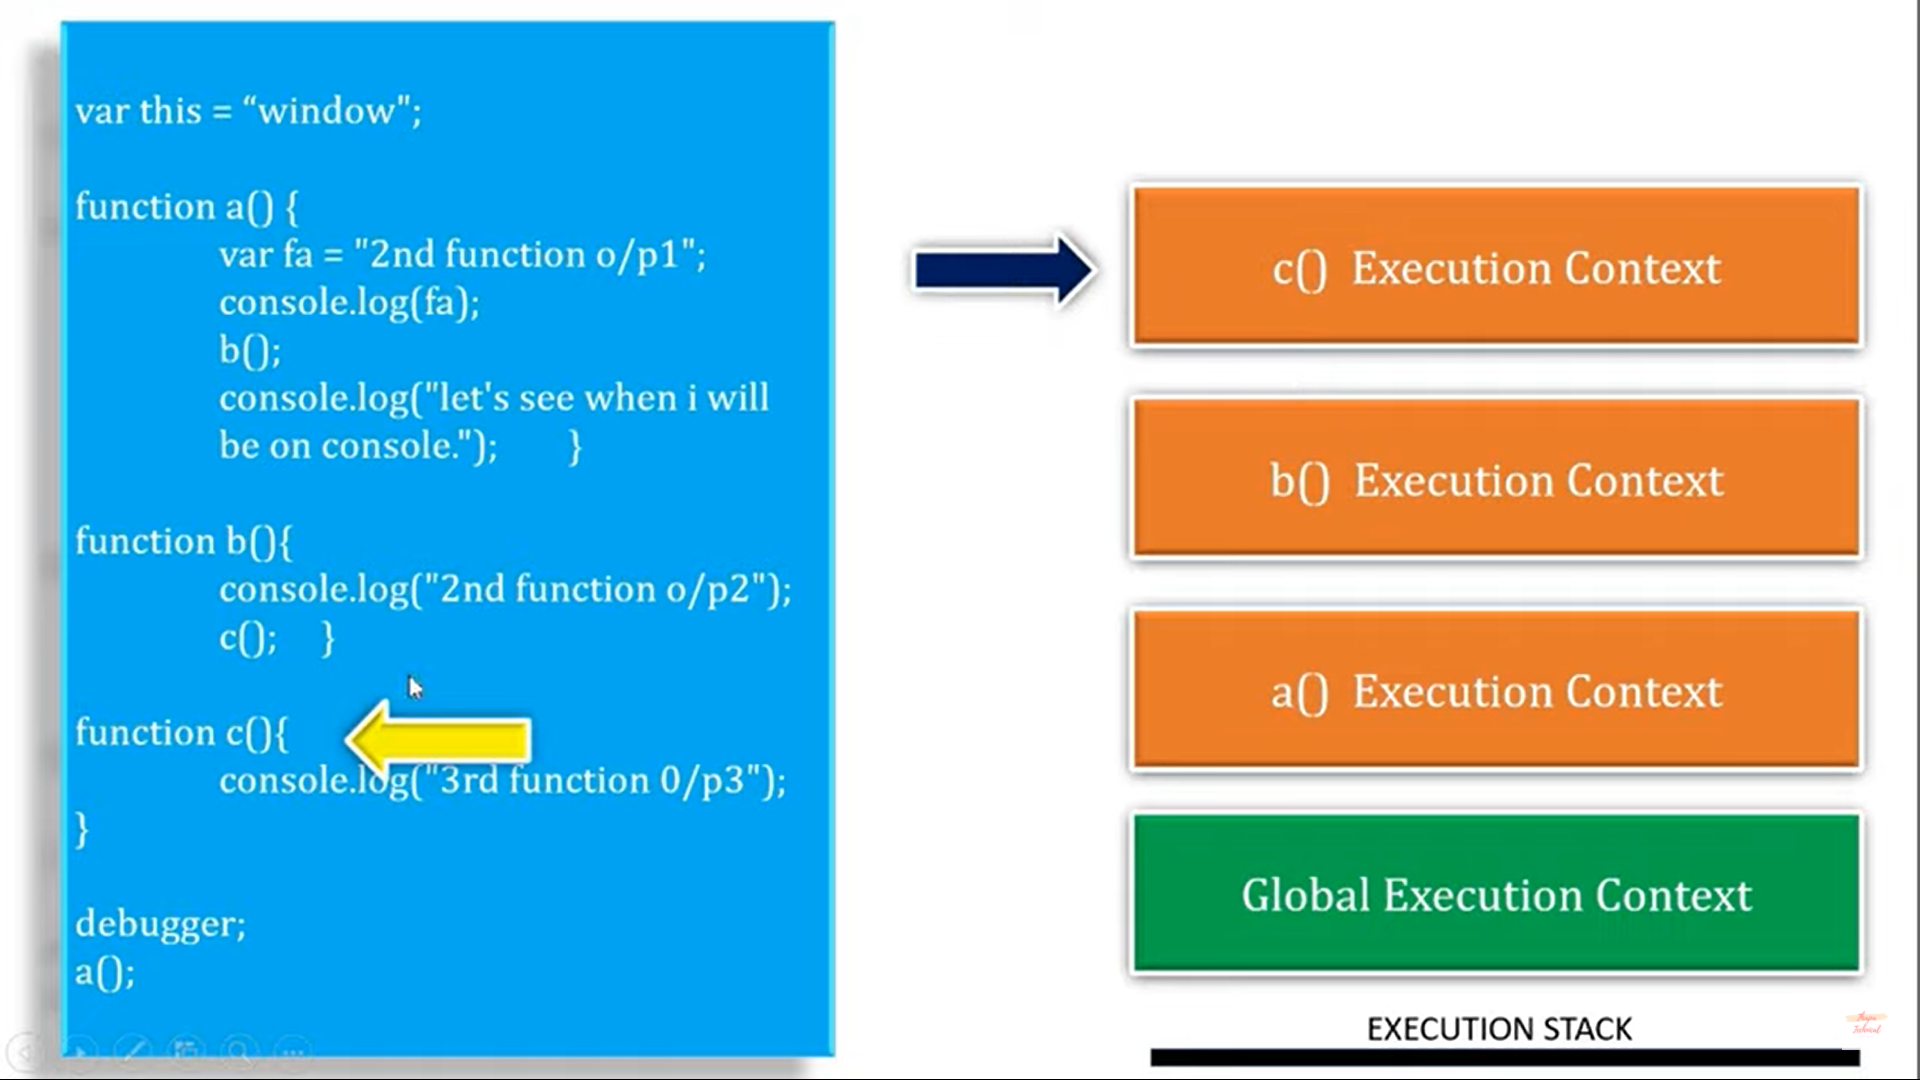 var this = “window";
function a() {
var fa = "2nd function o/p1";
console.log(fa);
b();
console.log("let's see when i will
be on console."); }
function b(){
console.log("2nd function o/p2");
c(); }
function c(){
console.log("3rd function 0/p3");
}
debugger;
a();
c() Execution Context
b() Execution Context
a() Execution Context
Global Execution Context
EXECUTION STACK